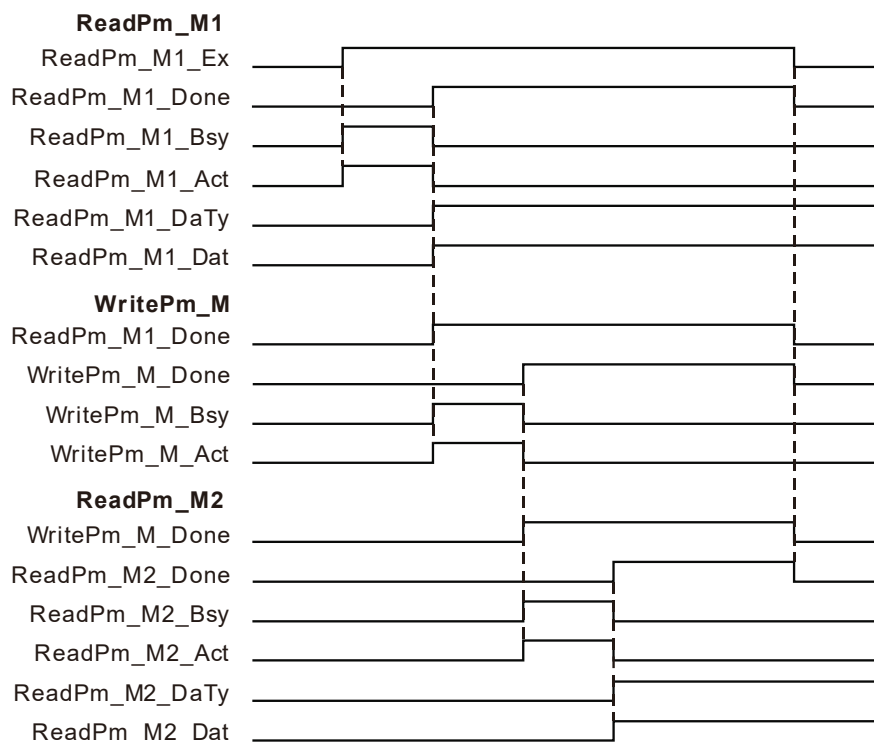 ReadPm_M1
ReadPm_M1_Ex
ReadPm_M1_Done
ReadPm_M1_Bsy
ReadPm_M1_Act
ReadPm_M1_DaTy
ReadPm_M1_Dat
WritePm_M
ReadPm_M1_Done
WritePm_M_Done
WritePm_M_Bsy
WritePm_M_Act
ReadPm_M2
WritePm_M_Done
ReadPm_M2_Done
ReadPm_M2_Bsy
ReadPm_M2_Act
ReadPm_M2_DaTy
ReadPm_M2_Dat